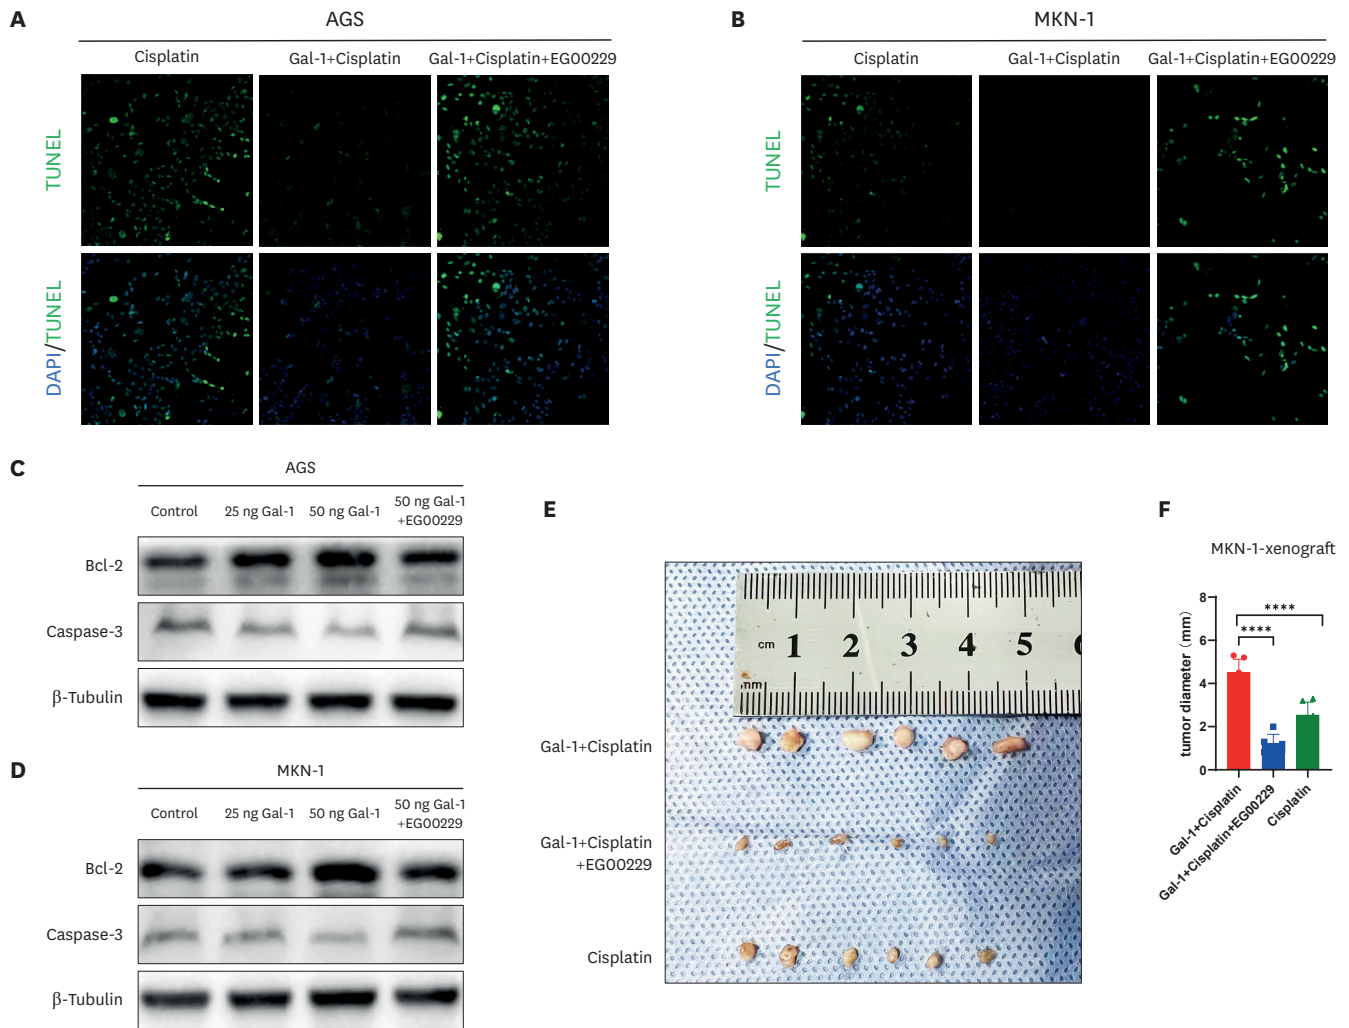 A
AGS
Cisplatin
Gal-1+Cisplatin
Gal-1+Cisplatin+EG00229
TUNEL
DAPI/TUNEL
B
MKN-1
Cisplatin
Gal-1+Cisplatin
Gal-1+Cisplatin+EG00229
TUNEL
DAPI/TUNEL
C
AGS
Control
25 ng Gal-1
50 ng Gal-1
50 ng Gal-1
+EG00229
Bcl-2
Caspase-3
β-Tubulin
D
MKN-1
Control
25 ng Gal-1
50 ng Gal-1
50 ng Gal-1
+EG00229
Bcl-2
Caspase-3
β-Tubulin
E
cm 1 2 3 4 5 6
mm
Gal-1+Cisplatin
Gal-1+Cisplatin
+EG00229
Cisplatin
F
MKN-1-xenograft
tumor diameter (mm)
8
6
4
2
0
****
****
Gal-1+Cisplatin
Gal-1+Cisplatin+EG00229
Cisplatin